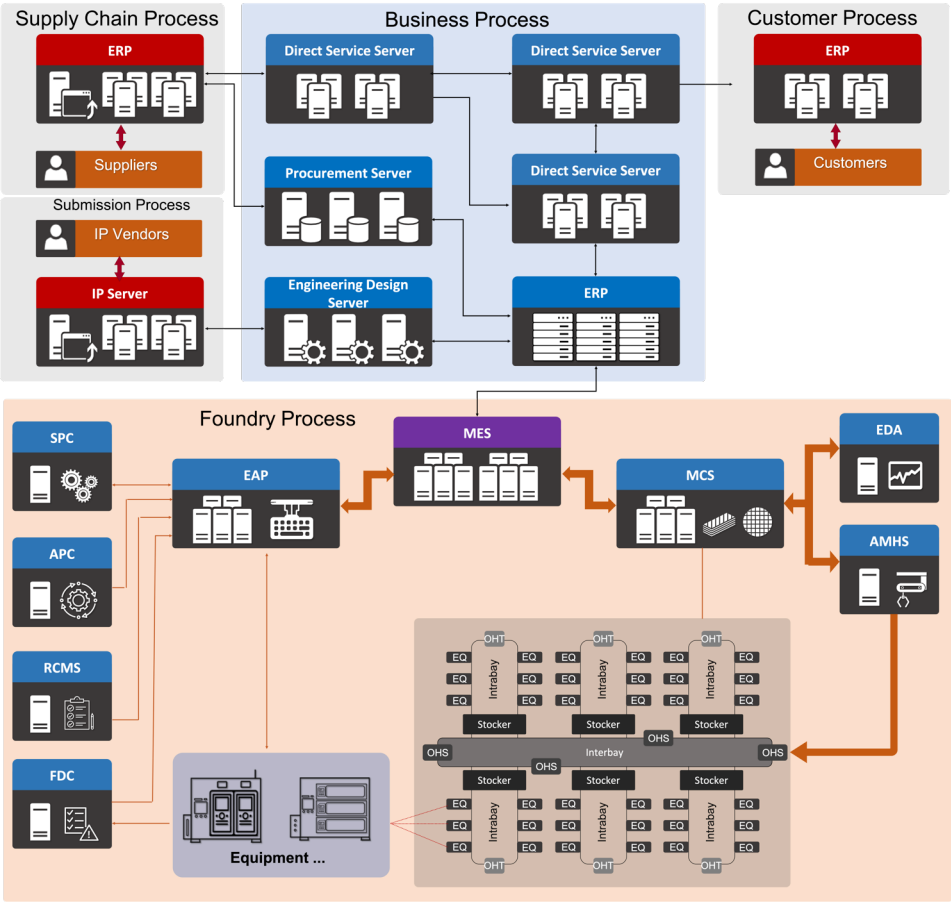 Supply Chain Process
ERP
Suppliers
Submission Process
IP Vendors
IP Server
Business Process
Direct Service Server
Direct Service Server
Procurement Server
Direct Service Server
Engineering Design
Server
ERP
Customer Process
ERP
Customers
Foundry Process
SPC
APC
RCMS
FDC
EAP
MES
MCS
EDA
AMHS
Equipment ...
OHT
OHT
OHT
EQ
EQ
EQ
EQ
EQ
EQ
Intrabay
Intrabay
Intrabay
EQ
EQ
EQ
EQ
EQ
EQ
EQ
EQ
EQ
EQ
EQ
EQ
Stocker
Stocker
Stocker
OHS
OHS
Interbay
OHS
OHS
Stocker
Stocker
Stocker
EQ
EQ
EQ
EQ
EQ
EQ
Intrabay
Intrabay
Intrabay
EQ
EQ
EQ
EQ
EQ
EQ
EQ
EQ
EQ
EQ
EQ
EQ
OHT
OHT
OHT